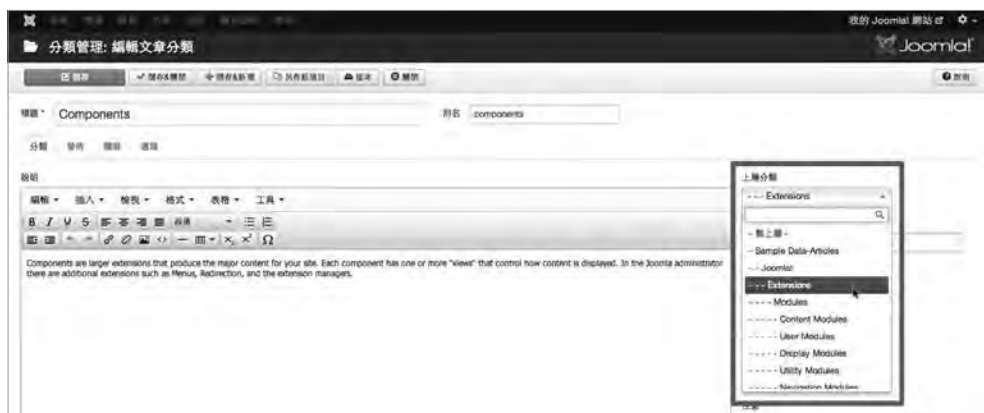 我的 Joomla! 網站
分類管理: 編輯文章分類
Joomla!
儲存
儲存&關閉
儲存&新增
另存新項目
版本
關閉
說明
標題 *
Components
別名
components
分類 發佈 權限 選項
說明
編輯 插入 檢視 格式 表格 工具
B I U S 段落
Components are larger extensions that produce the major content for your site. Each component has one or more "views" that control how content is displayed. In the Joomla administrator
there are additional extensions such as Menus, Redirection, and the extension managers.
上層分類
- - - Extensions
- 無上層 -
- Sample Data-Articles
- - Joomla!
- - - Extensions
- - - - Modules
- - - - - Content Modules
- - - - - User Modules
- - - - - Display Modules
- - - - - Utility Modules
- - - - - Navigation Modules